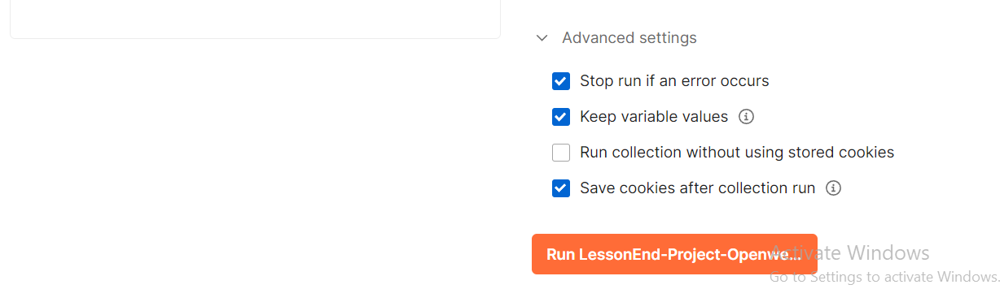 Advanced settings
Stop run if an error occurs
Keep variable values
Run collection without using stored cookies
Save cookies after collection run
Run LessonEnd-Project-Openwe...
Activate Windows
Go to Settings to activate Windows.